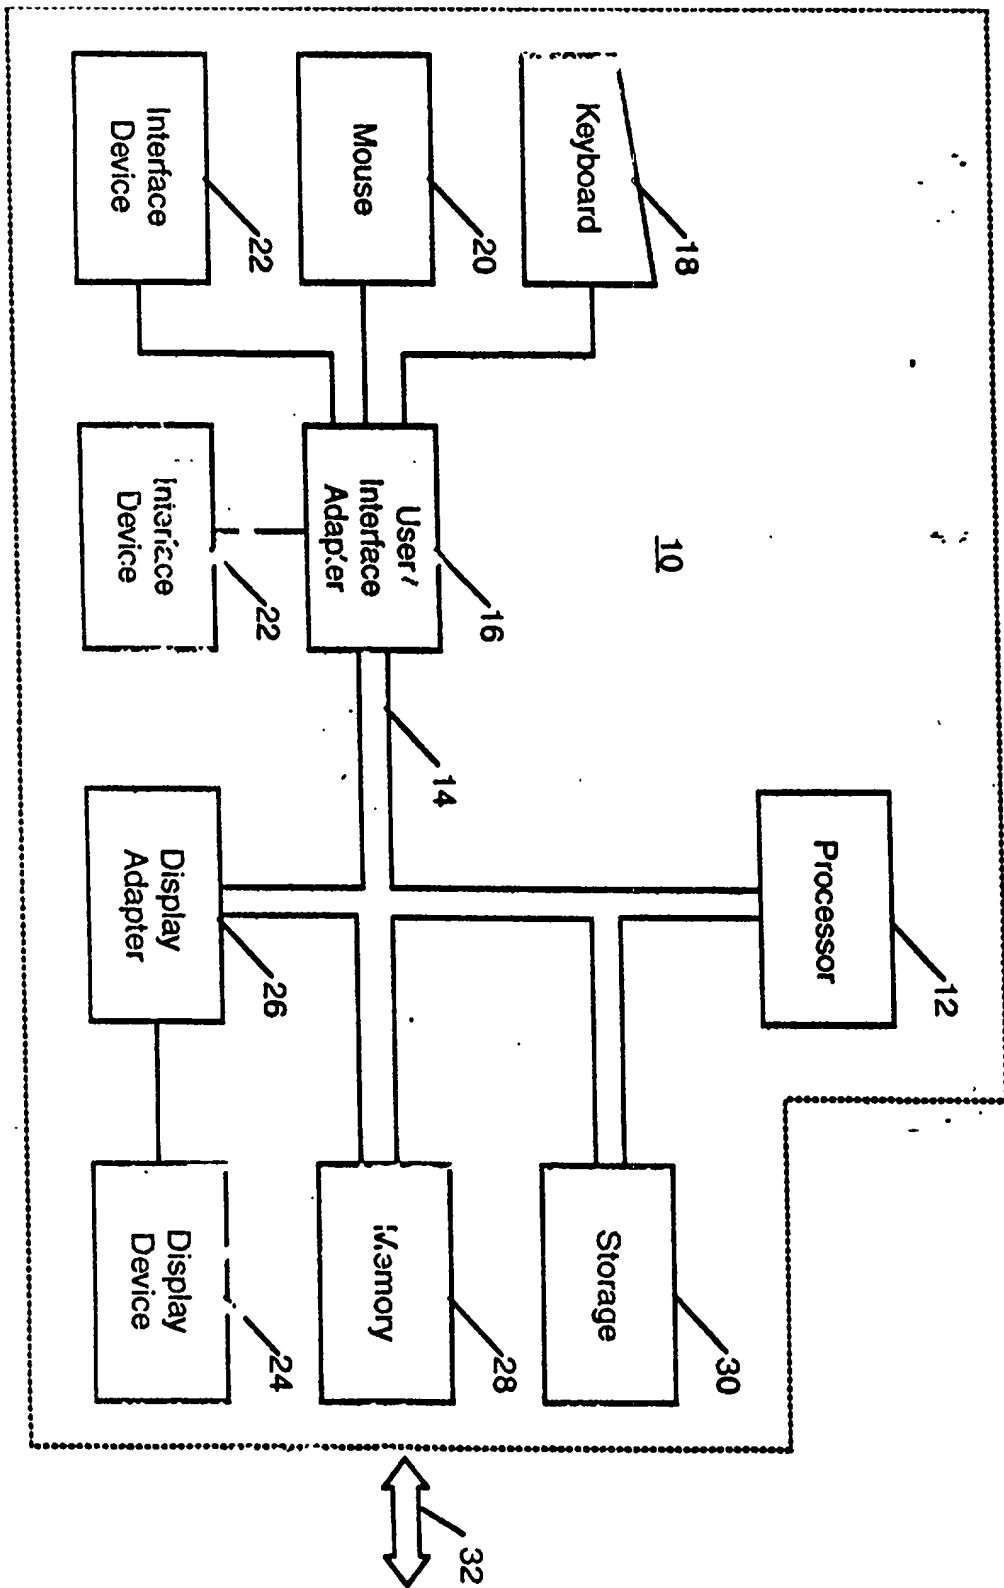 10
Processor
12
Keyboard
18
Mouse
20
Interface
Device
22
User/
Interface
Adapter
16
Interface
Device
22
14
Storage
30
Memory
28
Display
Adapter
26
Display
Device
24
32